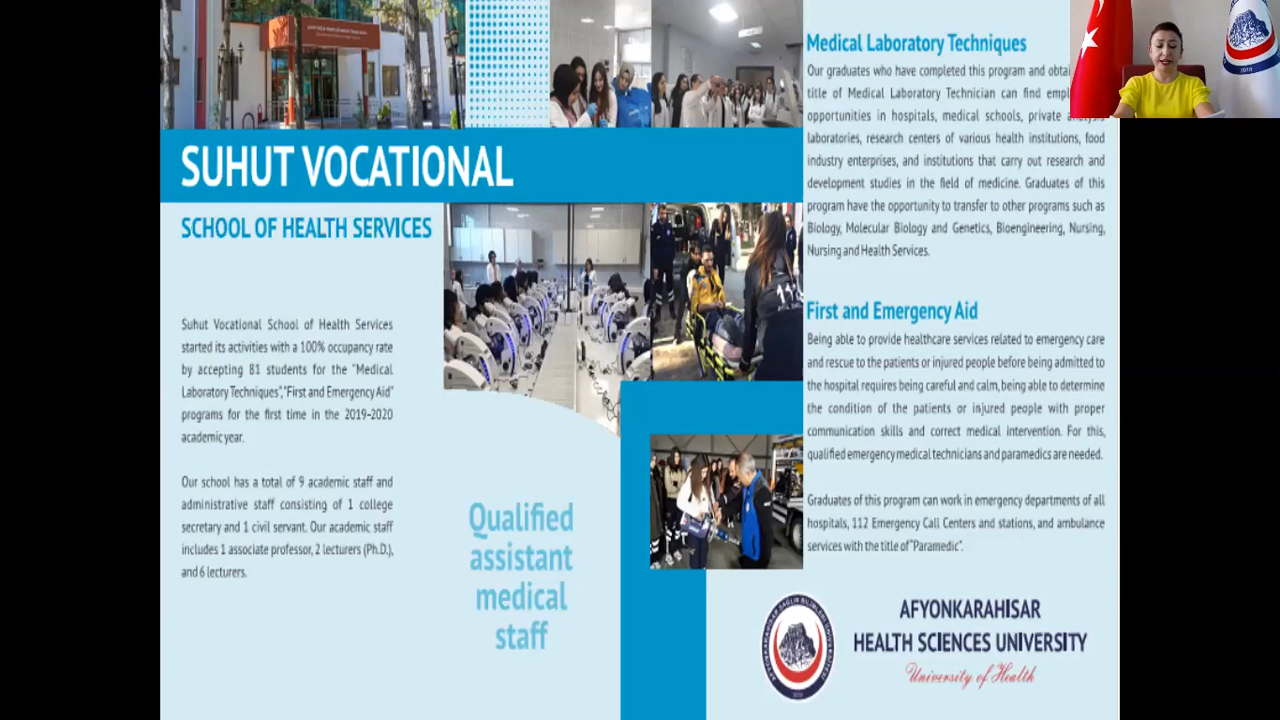 SUHUT VOCATIONAL
SCHOOL OF HEALTH SERVICES
Suhut Vocational School of Health Services
started its activities with a 100% occupancy rate
by accepting 81 students for the "Medical
Laboratory Techniques", "First and Emergency Aid"
programs for the first time in the 2019-2020
academic year.
Our school has a total of 9 academic staff and
administrative staff consisting of 1 college
secretary and 1 civil servant. Our academic staff
includes 1 associate professor, 2 lecturers (Ph.D.),
and 6 lecturers.
Qualified
assistant
medical
staff
Medical Laboratory Techniques
Our graduates who have completed this program and
title of Medical Laboratory Technician can find
opportunities in hospitals, medical schools, private analysis
laboratories, research centers of various health institutions, food
industry enterprises, and institutions that carry out research and
development studies in the field of medicine. Graduates of this
program have the opportunity to transfer to other programs such as
Biology, Molecular Biology and Genetics, Bioengineering, Nursing,
Nursing and Health Services.
First and Emergency Aid
Being able to provide healthcare services related to emergency care
and rescue to the patients or injured people before being admitted to
the hospital requires being careful and calm, being able to determine
the condition of the patients or injured people with proper
communication skills and correct medical intervention. For this,
qualified emergency medical technicians and paramedics are needed.
Graduates of this program can work in emergency departments of all
hospitals, 112 Emergency Call Centers and stations, and ambulance
services with the title of "Paramedic".
AFYONKARAHİSAR SAĞLIK BİLİMLERİ ÜNİVERSİTESİ
2018
AFYONKARAHISAR
HEALTH SCIENCES UNIVERSITY
University of Health
2018